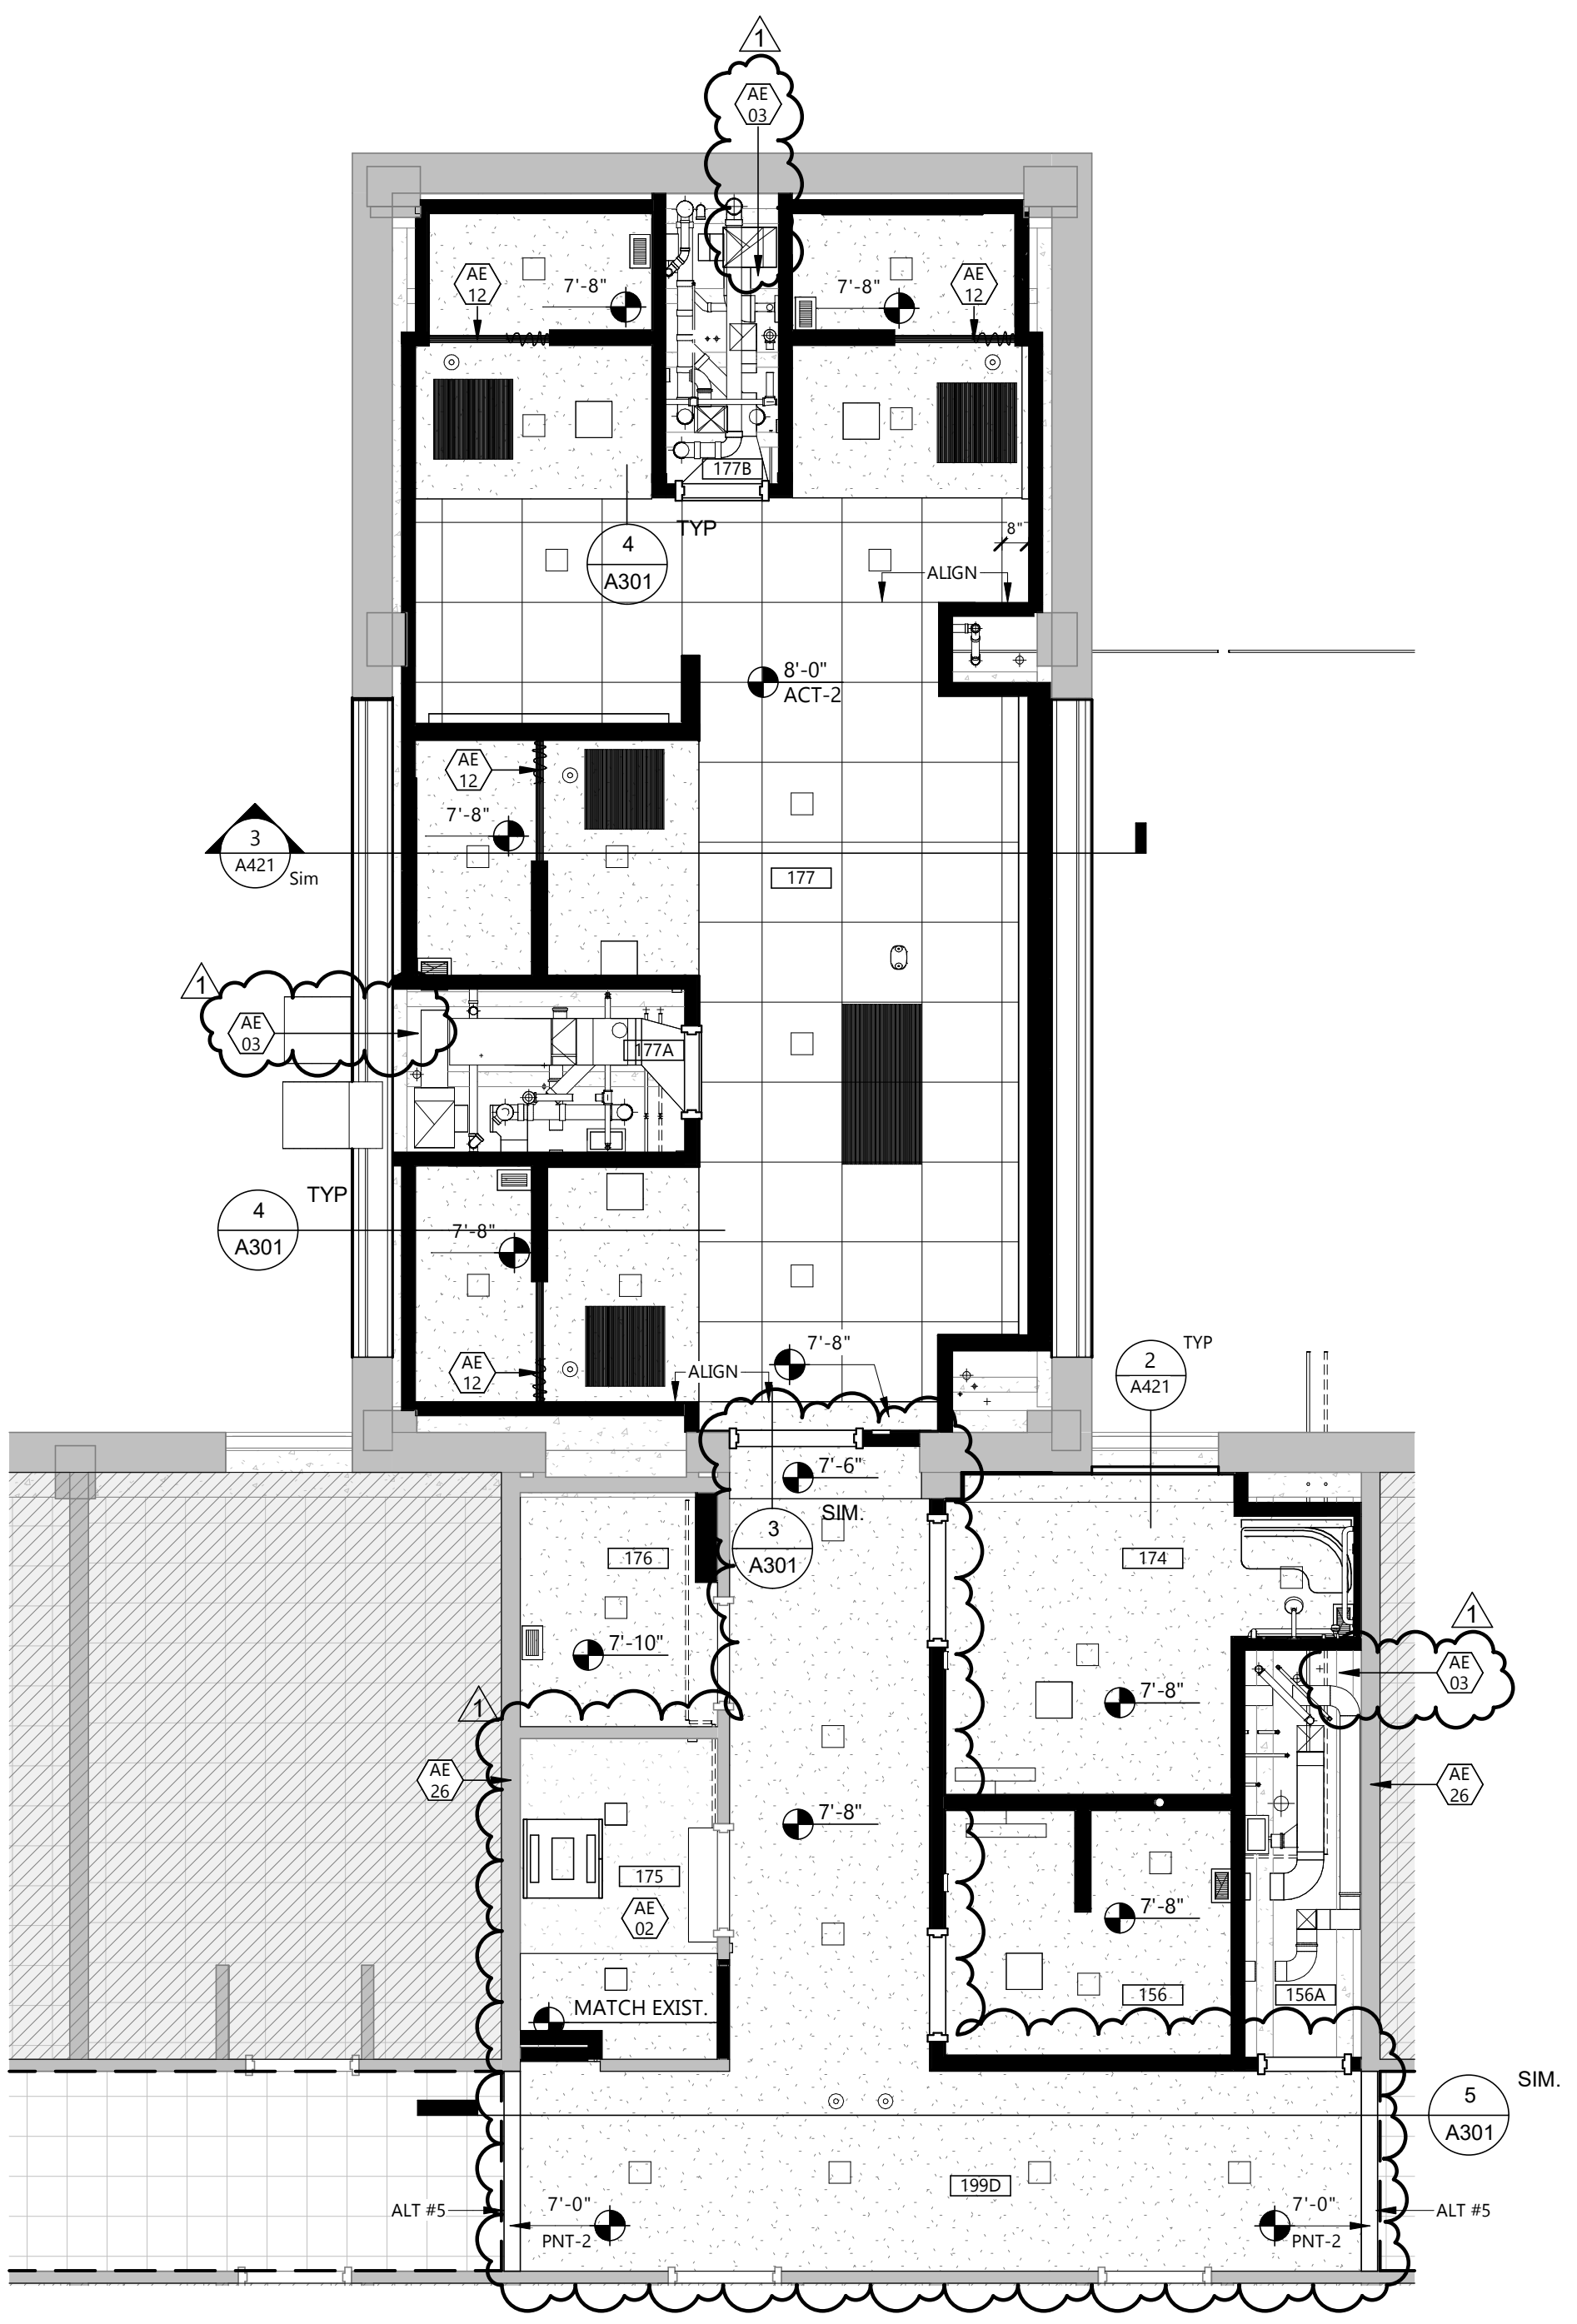 1
AE
03
AE
12
7'-8"
7'-8"
AE
12
177B
TYP
4
A301
8"
ALIGN
8'-0"
ACT-2
AE
12
7'-8"
3
A421
Sim
177
1
AE
03
177A
TYP
4
A301
7'-8"
AE
12
ALIGN
7'-8"
2
A421
TYP
7'-6"
SIM.
3
A301
176
174
7'-10"
1
AE
03
7'-8"
1
AE
26
AE
26
7'-8"
175
AE
02
7'-8"
156
156A
MATCH EXIST.
SIM.
5
A301
199D
ALT #5
7'-0"
PNT-2
7'-0"
PNT-2
ALT #5